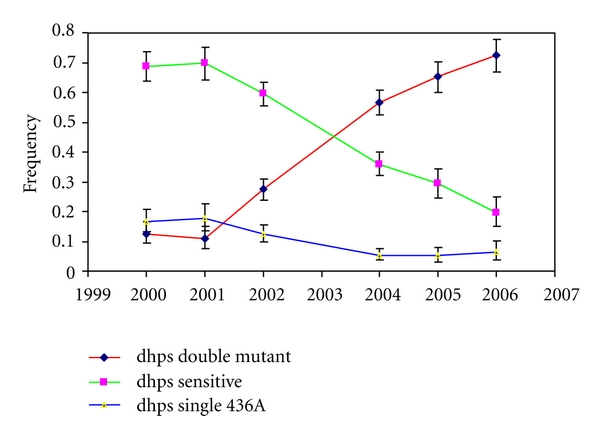 0.8
0.7
0.6
0.5
0.4
0.3
0.2
0.1
0
Frequency
1999 2000 2001 2002 2003 2004 2005 2006 2007
dhps double mutant
dhps sensitive
dhps single 436A